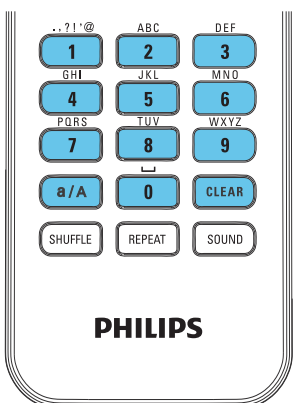 .,?!'@ ABC DEF
1 2 3
GHI JKL MNO
4 5 6
PQRS TUV WXYZ
7 8 9
a/A 0 CLEAR
SHUFFLE REPEAT SOUND
PHILIPS